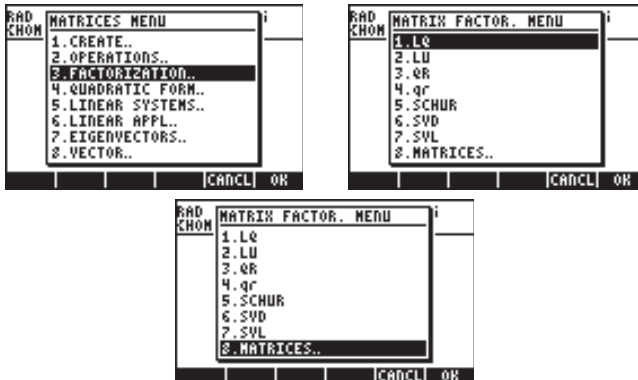 RAD
{HOM
MATRICES MENU
i
1.CREATE..
2.OPERATIONS..
3.FACTORIZATION..
4.QUADRATIC FORM..
5.LINEAR SYSTEMS..
6.LINEAR APPL..
7.EIGENVECTORS..
8.VECTOR..
CANCL OK
RAD
{HOM
MATRIX FACTOR. MENU
i
1.LQ
2.LU
3.QR
4.qr
5.SCHUR
6.SVD
7.SVL
8.MATRICES..
CANCL OK
RAD
{HOM
MATRIX FACTOR. MENU
i
1.LQ
2.LU
3.QR
4.qr
5.SCHUR
6.SVD
7.SVL
8.MATRICES..
CANCL OK